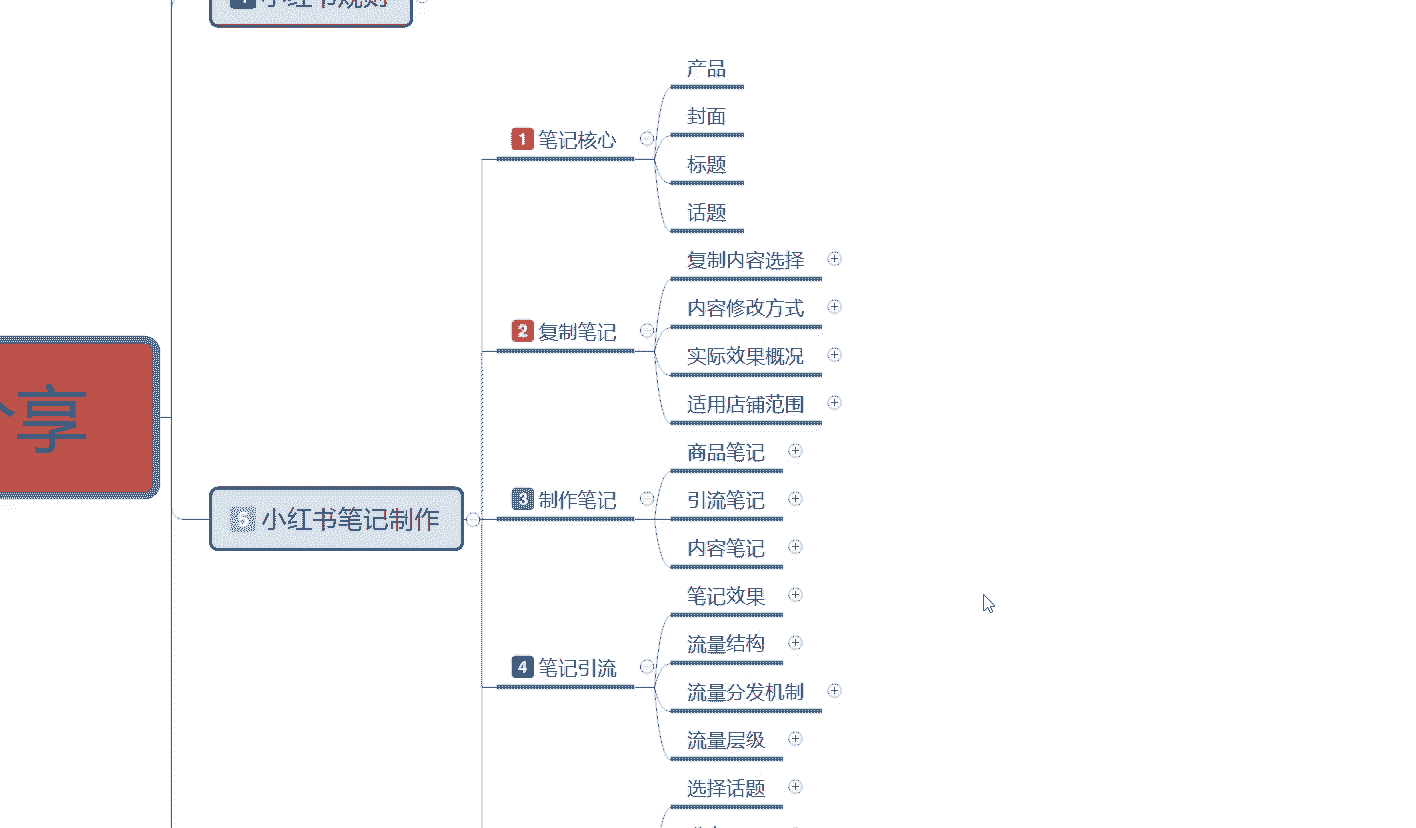 小红书规则
产品
封面
1 笔记核心
标题
话题
复制内容选择
内容修改方式
2 复制笔记
实际效果概况
适用店铺范围
享
商品笔记
3 制作笔记
引流笔记
5 小红书笔记制作
内容笔记
笔记效果
流量结构
4 笔记引流
流量分发机制
流量层级
选择话题